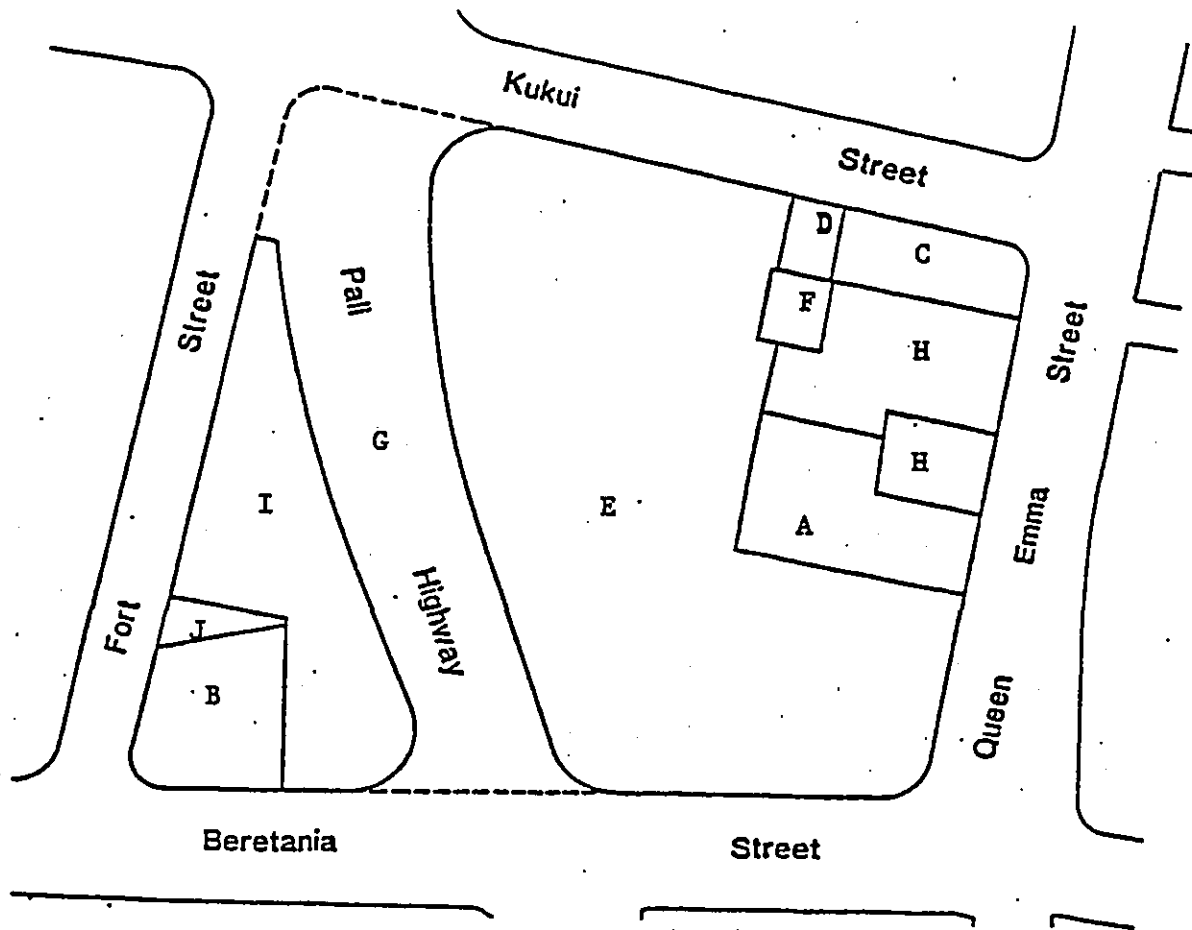 Kukui
Street
D
C
Street
Pali
F
H
Street
G
H
I
E
A
Emma
Fort
J
Highway
B
Queen
Beretania
Street